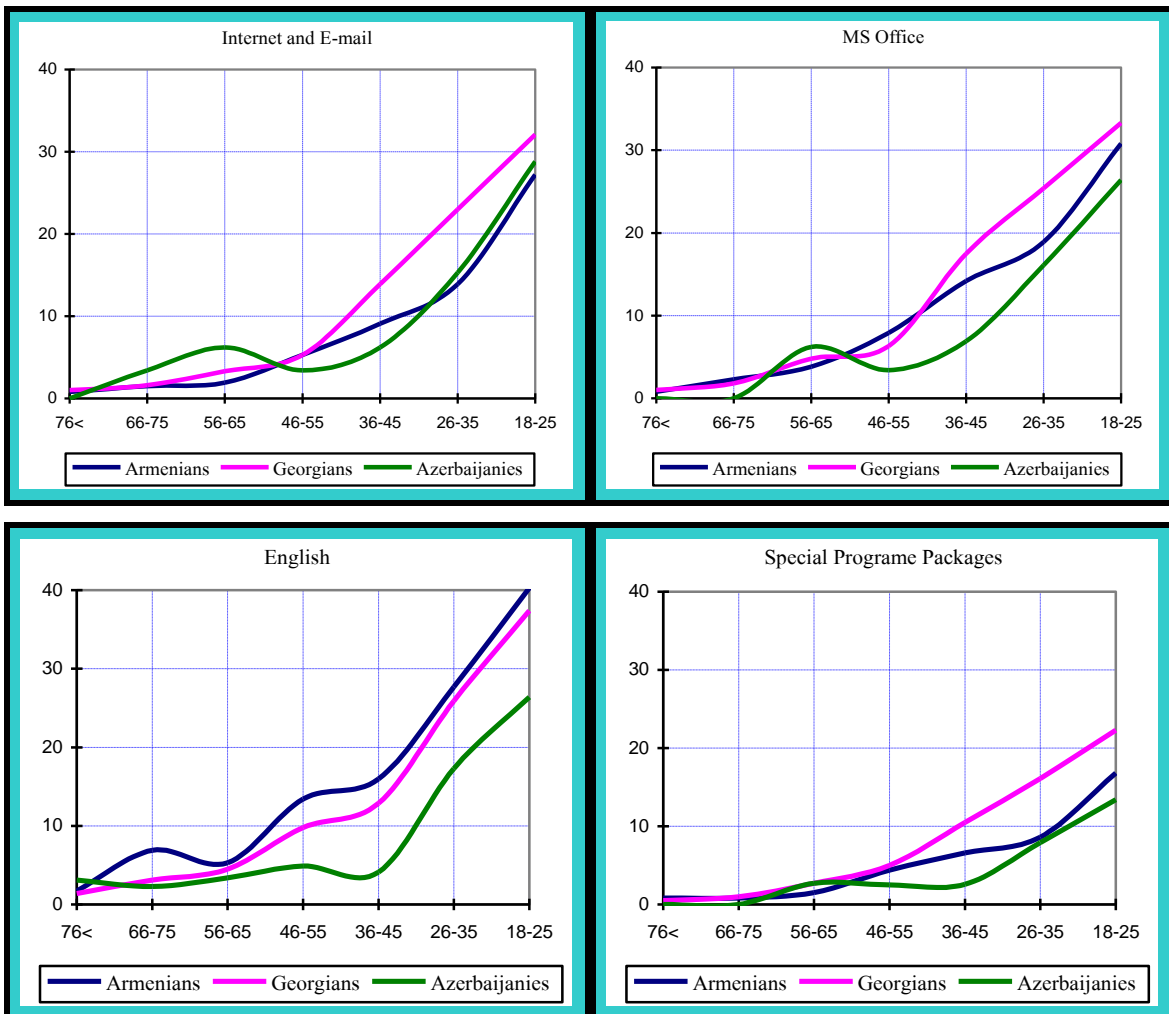 Internet and E-mail
40
30
20
10
0
76< 66-75 56-65 46-55 36-45 26-35 18-25
Armenians Georgians Azerbaijanies
MS Office
40
30
20
10
0
76< 66-75 56-65 46-55 36-45 26-35 18-25
Armenians Georgians Azerbaijanies
English
40
30
20
10
0
76< 66-75 56-65 46-55 36-45 26-35 18-25
Armenians Georgians Azerbaijanies
Special Programe Packages
40
30
20
10
0
76< 66-75 56-65 46-55 36-45 26-35 18-25
Armenians Georgians Azerbaijanies